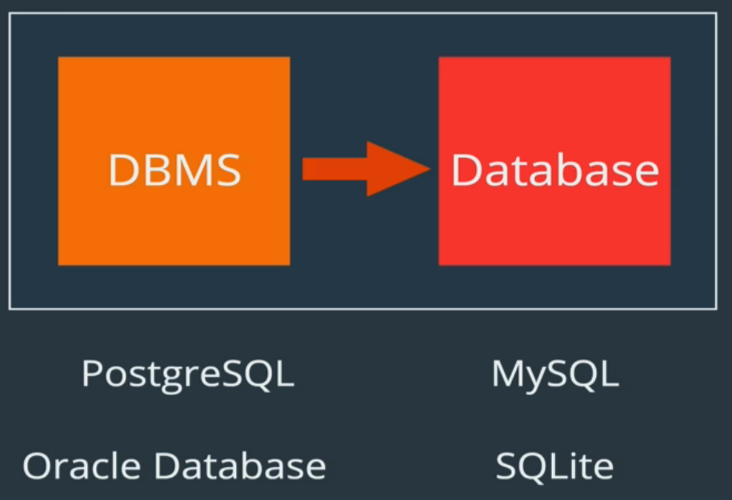 DBMS
Database
PostgreSQL
MySQL
Oracle Database
SQLite